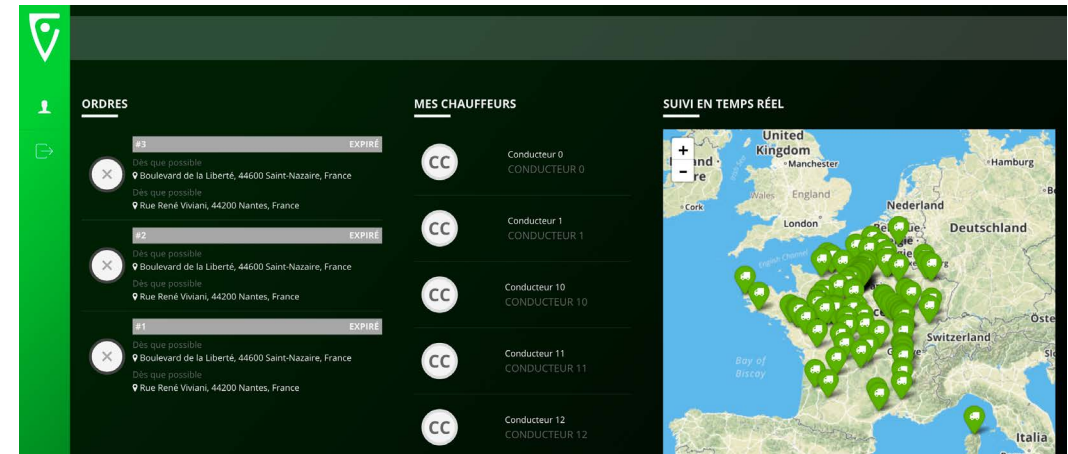 ORDRES
#3 EXPIRÉ
Dès que possible
Boulevard de la Liberté, 44600 Saint-Nazaire, France
Dès que possible
Rue René Viviani, 44200 Nantes, France
#2 EXPIRÉ
Dès que possible
Boulevard de la Liberté, 44600 Saint-Nazaire, France
Dès que possible
Rue René Viviani, 44200 Nantes, France
#1 EXPIRÉ
Dès que possible
Boulevard de la Liberté, 44600 Saint-Nazaire, France
Dès que possible
Rue René Viviani, 44200 Nantes, France
MES CHAUFFEURS
CC
Conducteur 0
CONDUCTEUR 0
CC
Conducteur 1
CONDUCTEUR 1
CC
Conducteur 10
CONDUCTEUR 10
CC
Conducteur 11
CONDUCTEUR 11
CC
Conducteur 12
CONDUCTEUR 12
SUIVI EN TEMPS RÉEL
+
-
United
Kingdom
Manchester
Hamburg
Wales
England
Cork
Nederland
London
Deutschland
English Channel
Switzerland
Bay of
Biscay
Italia